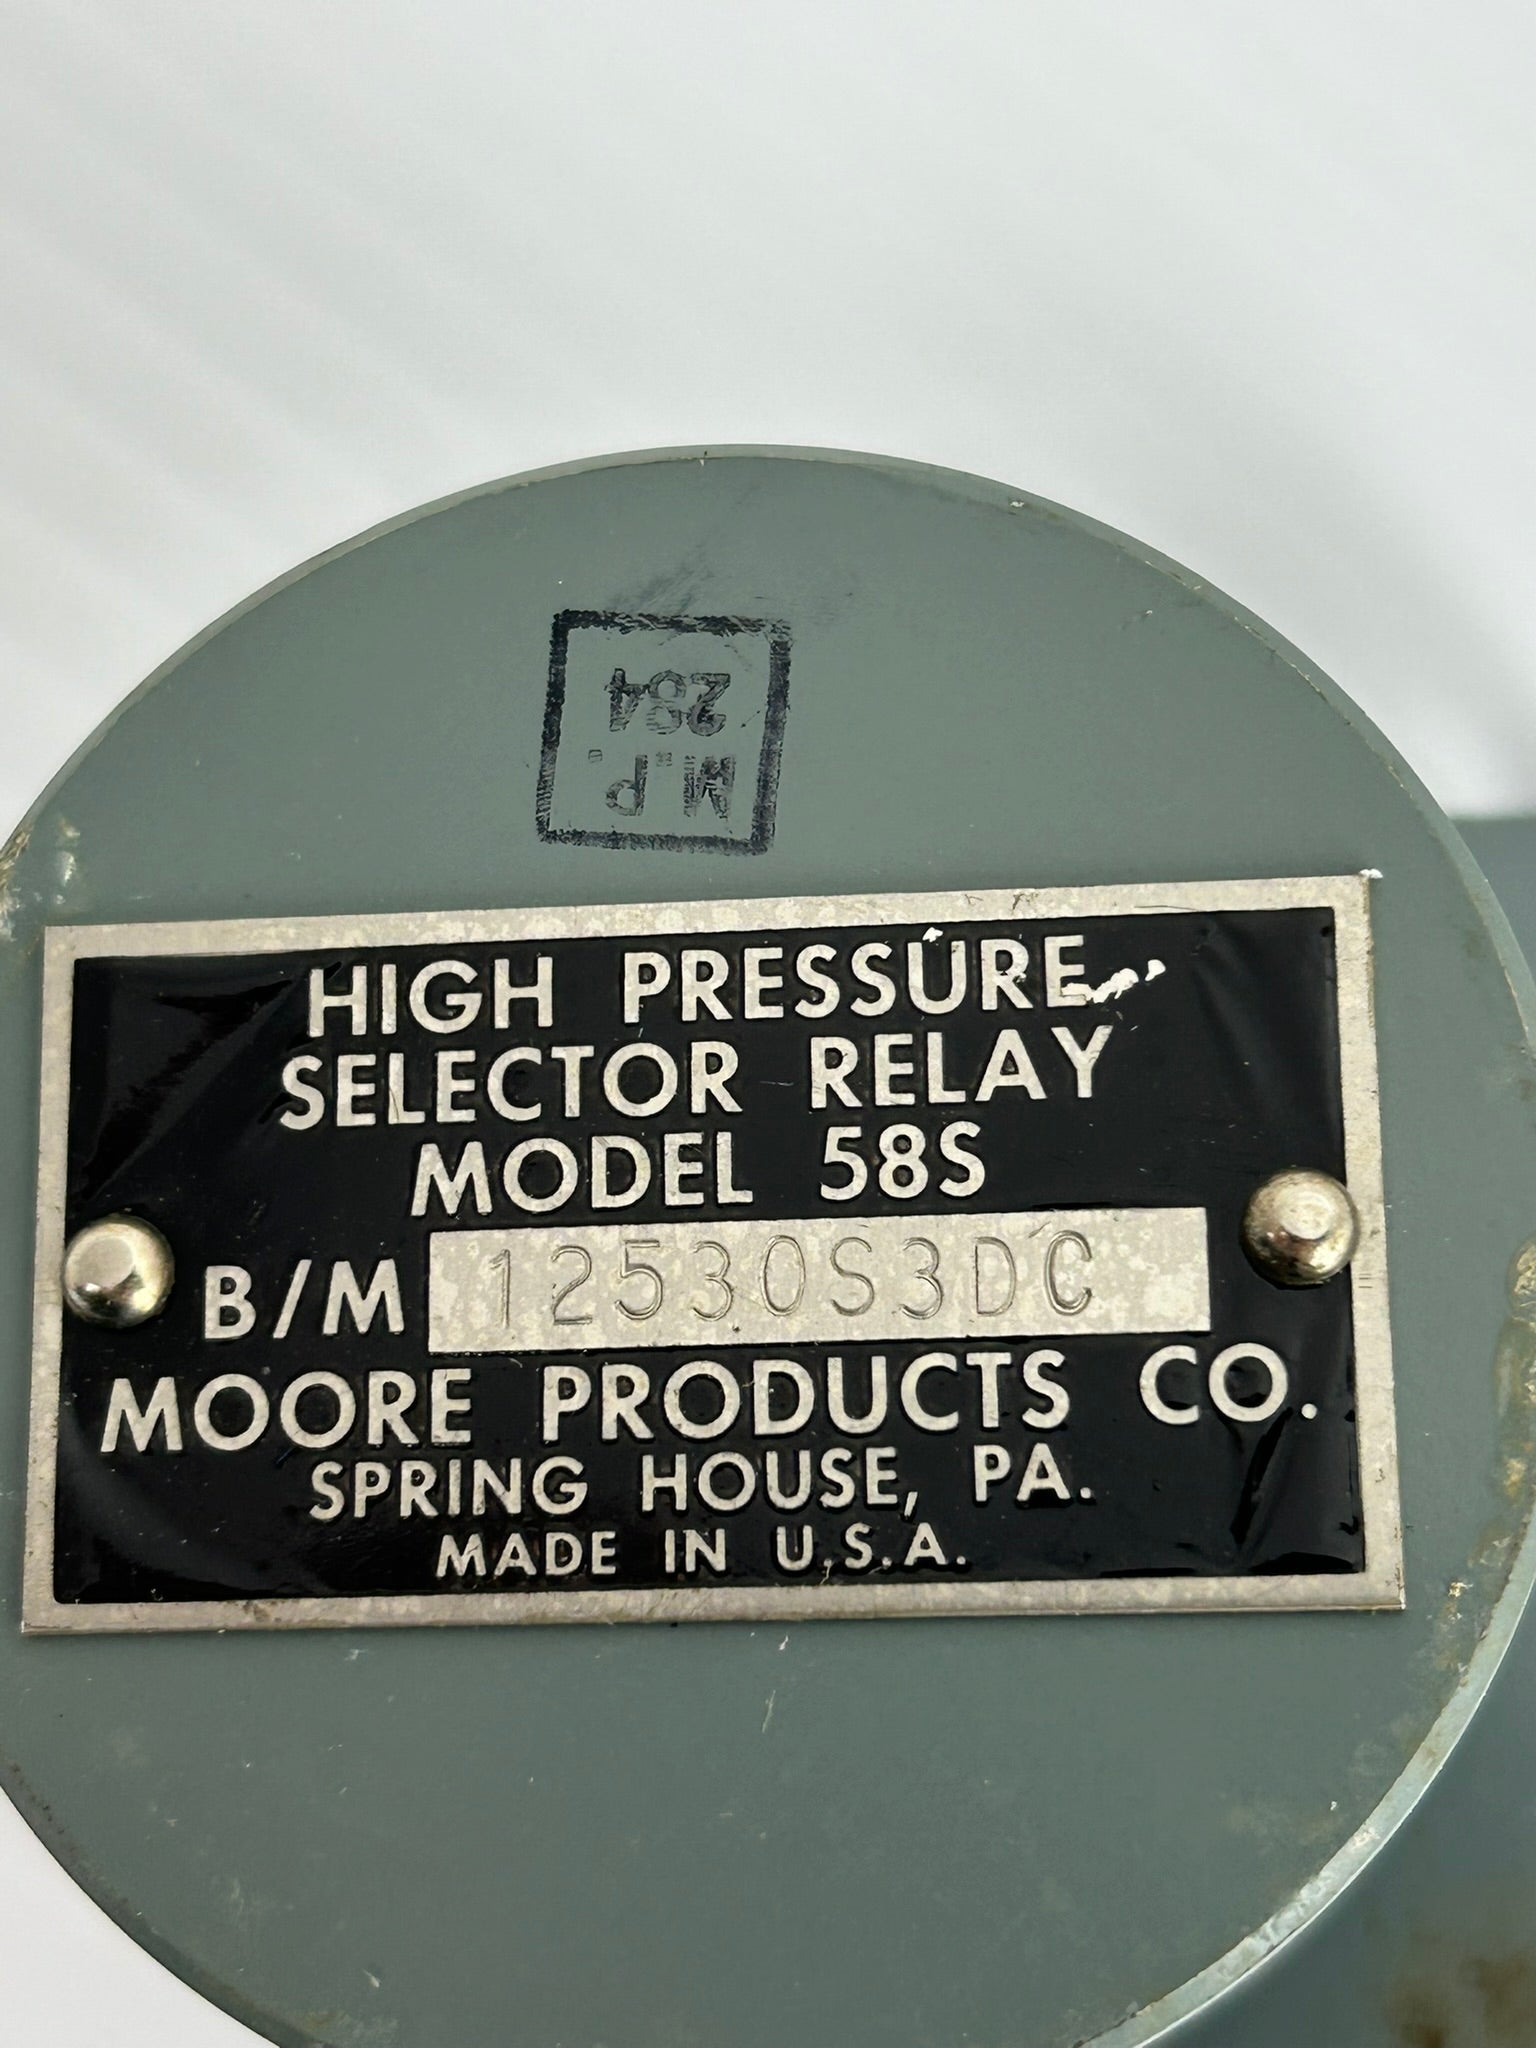 M.P.
284
HIGH PRESSURE
SELECTOR RELAY
MODEL 58S
B/M 12530S3DC
MOORE PRODUCTS CO.
SPRING HOUSE, PA.
MADE IN U.S.A.